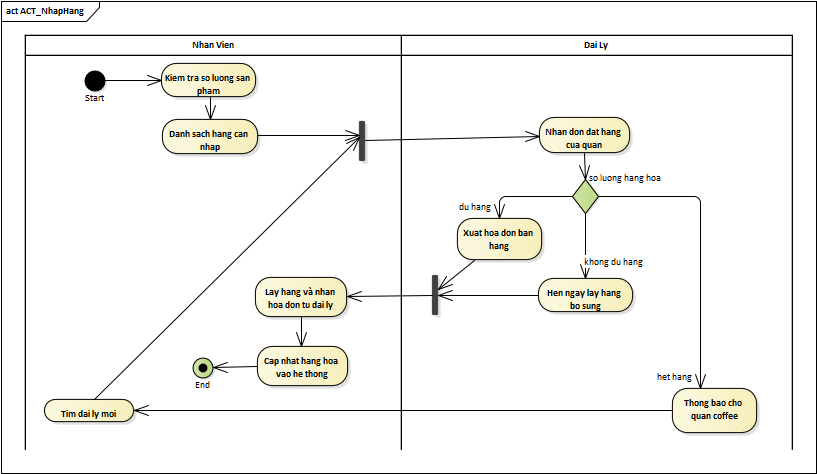 act ACT_NhapHang
Nhan Vien
Dai Ly
Start
Kiem tra so luong san
pham
Danh sach hang can
nhap
Nhan don dat hang
cua quan
so luong hang hoa
du hang
Xuat hoa don ban
hang
khong du hang
Hen ngay lay hang
bo sung
Lay hang và nhan
hoa don tu dai ly
Cap nhat hang hoa
vao he thong
End
het hang
Thong bao cho
quan coffee
Tim dai ly moi